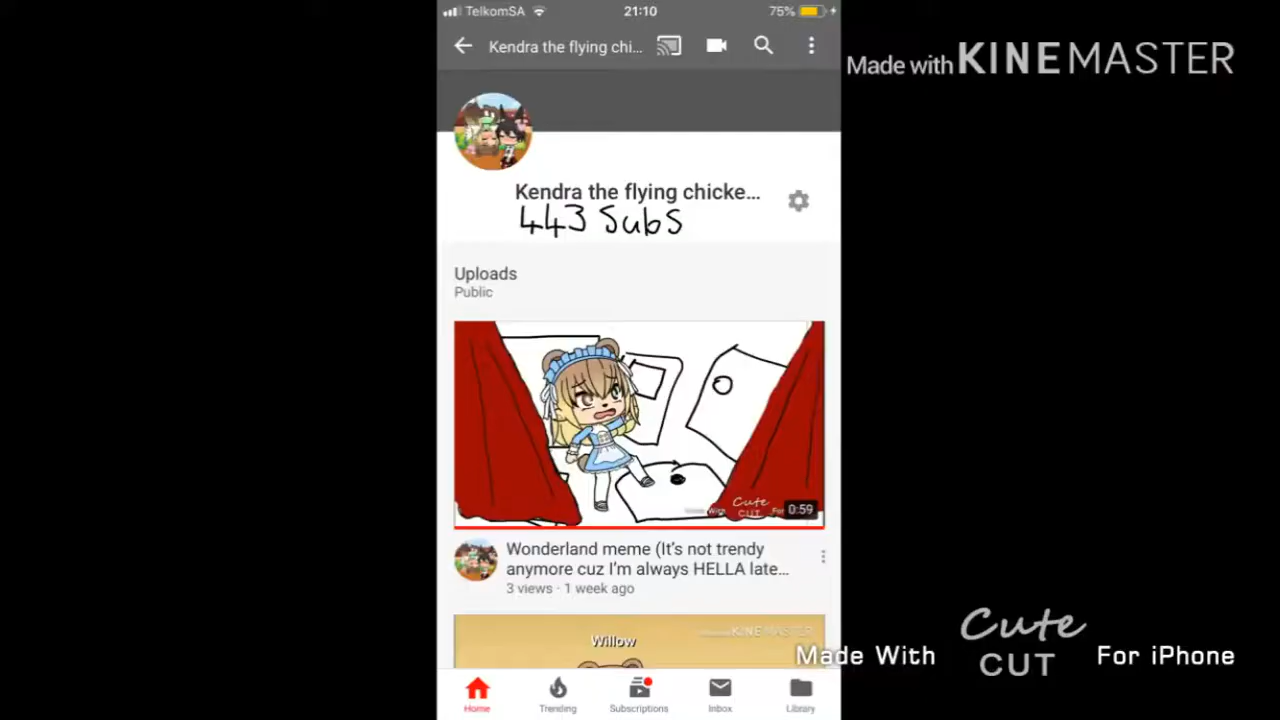 TelkomSA 21:10 75%
Kendra the flying chi...
Made with KINEMASTER
Kendra the flying chicke...
443 Subs
Uploads
Public
Cute CUT
0:59
Wonderland meme (It's not trendy
anymore cuz I'm always HELLA late...
3 views · 1 week ago
Willow
KINEMASTER
Made With Cute CUT For iPhone
Home Trending Subscriptions Inbox Library